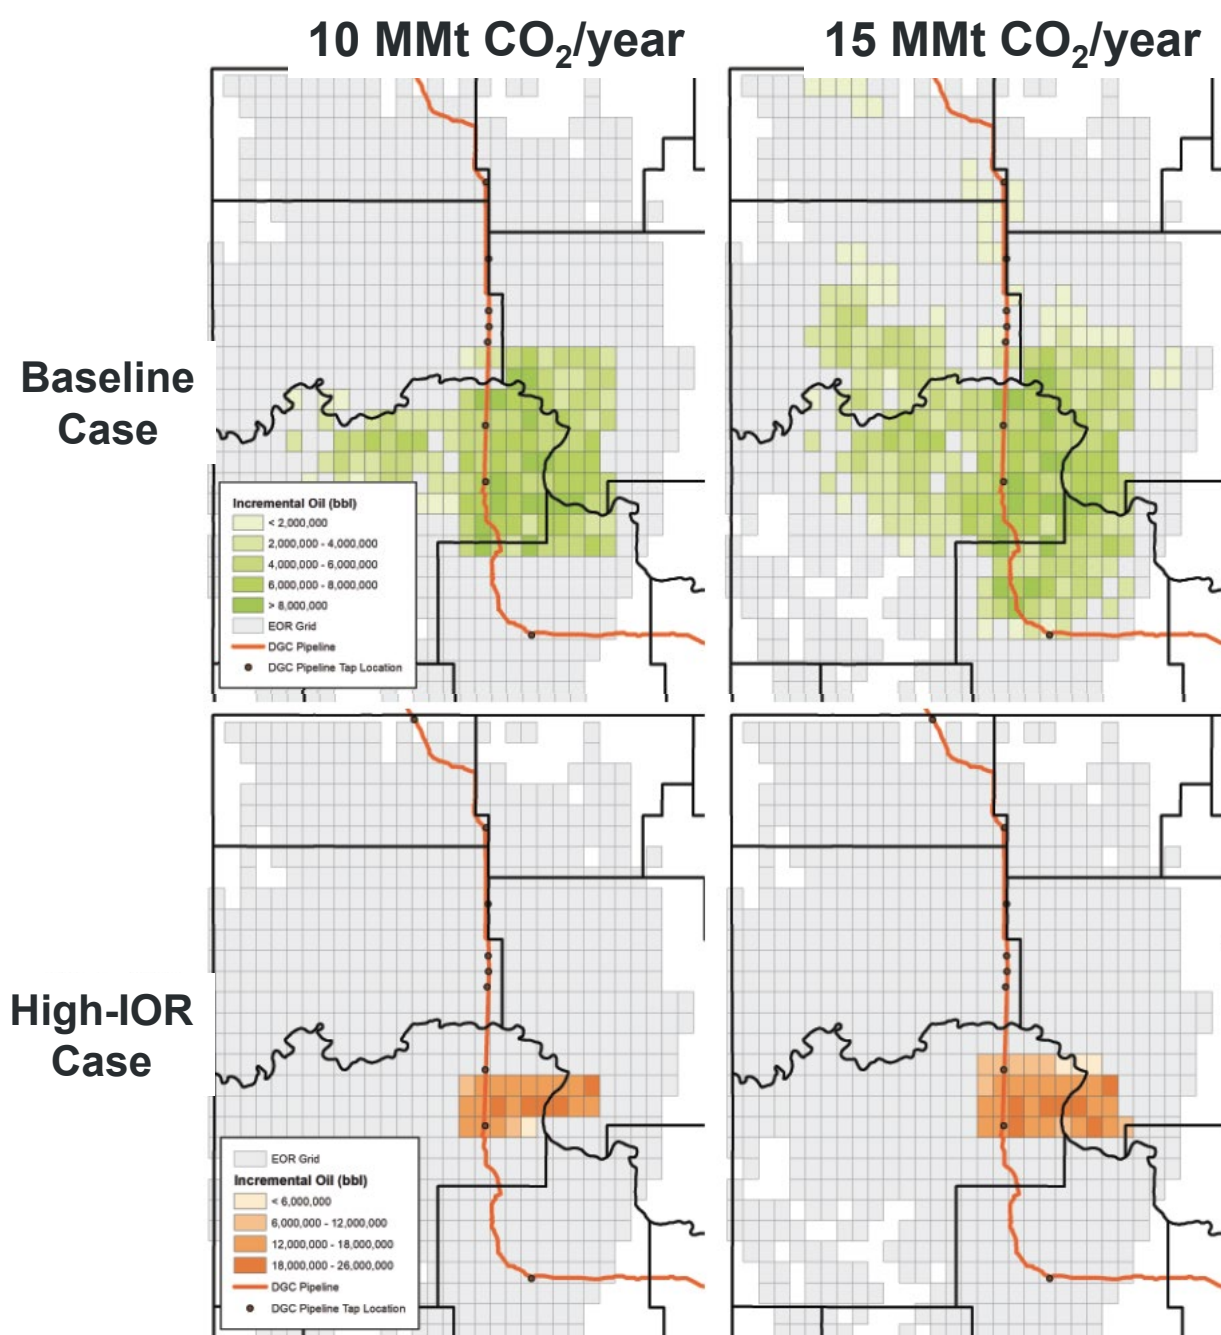 10 MMt CO₂/year
15 MMt CO₂/year
Baseline
Case
Incremental Oil (bbl)
< 2,000,000
2,000,000 - 4,000,000
4,000,000 - 6,000,000
6,000,000 - 8,000,000
> 8,000,000
EOR Grid
DGC Pipeline
DGC Pipeline Tap Location
High-IOR
Case
EOR Grid
Incremental Oil (bbl)
< 6,000,000
6,000,000 - 12,000,000
12,000,000 - 18,000,000
18,000,000 - 26,000,000
DGC Pipeline
DGC Pipeline Tap Location